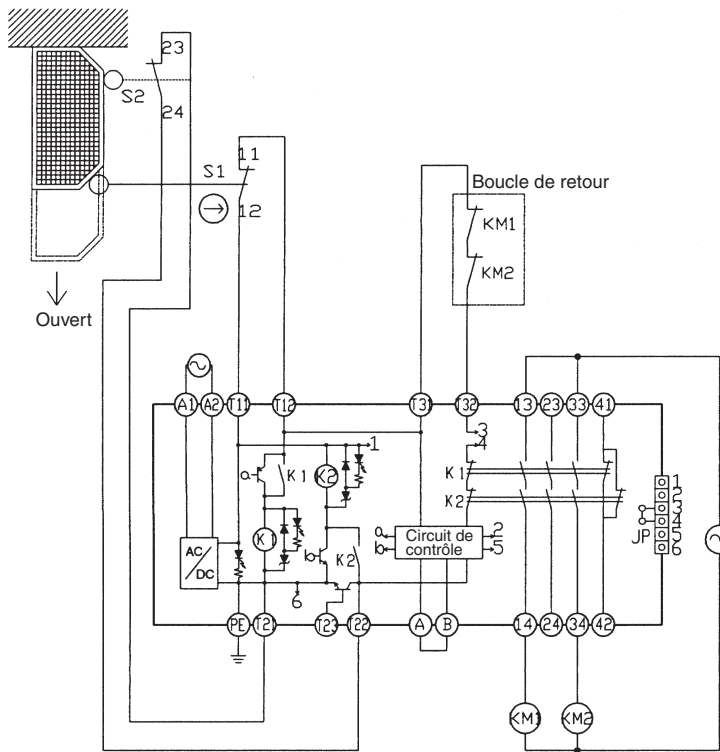 23
S2
24
11
S1
12
Ouvert
Boucle de retour
KM1
KM2
A1 A2 T11 T12 T31 T32 13 23 33 41
1
3
4
a K1 K2
K1
K2
K1
b K2
a Circuit de contrôle 2
b 5
AC/DC
6
1
2
3
4
JP 5
6
PE T21 T23 T22 A B 14 24 34 42
KM1 KM2